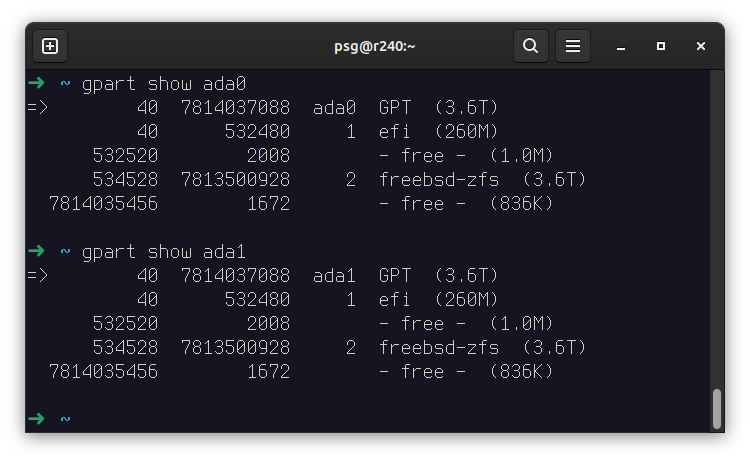 psg@r240:~
➜ ~ gpart show ada0
=>        40  7814037088  ada0  GPT  (3.6T)
          40      532480     1  efi  (260M)
      532520        2008        - free -  (1.0M)
      534528  7813500928     2  freebsd-zfs  (3.6T)
  7814035456        1672        - free -  (836K)
➜ ~ gpart show ada1
=>        40  7814037088  ada1  GPT  (3.6T)
          40      532480     1  efi  (260M)
      532520        2008        - free -  (1.0M)
      534528  7813500928     2  freebsd-zfs  (3.6T)
  7814035456        1672        - free -  (836K)
➜ ~